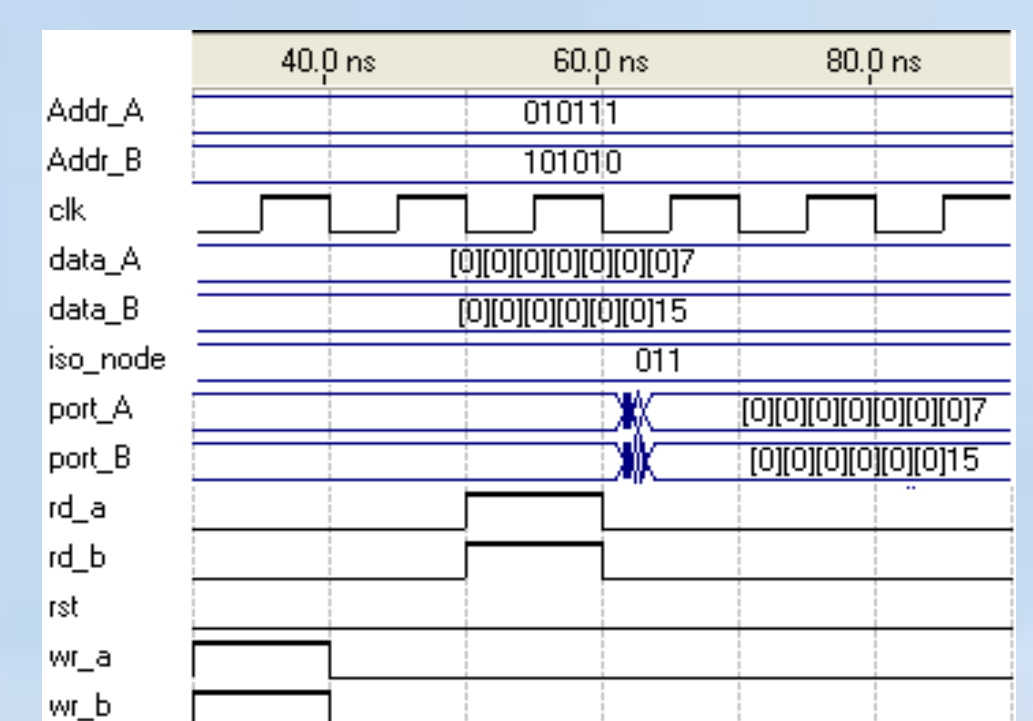 40.0 ns 60.0 ns 80.0 ns
Addr_A 010111
Addr_B 101010
clk
data_A [0][0][0][0][0][0][0]7
data_B [0][0][0][0][0][0]15
iso_node 011
port_A [0][0][0][0][0][0][0]7
port_B [0][0][0][0][0][0]15
rd_a
rd_b
rst
wr_a
wr_b